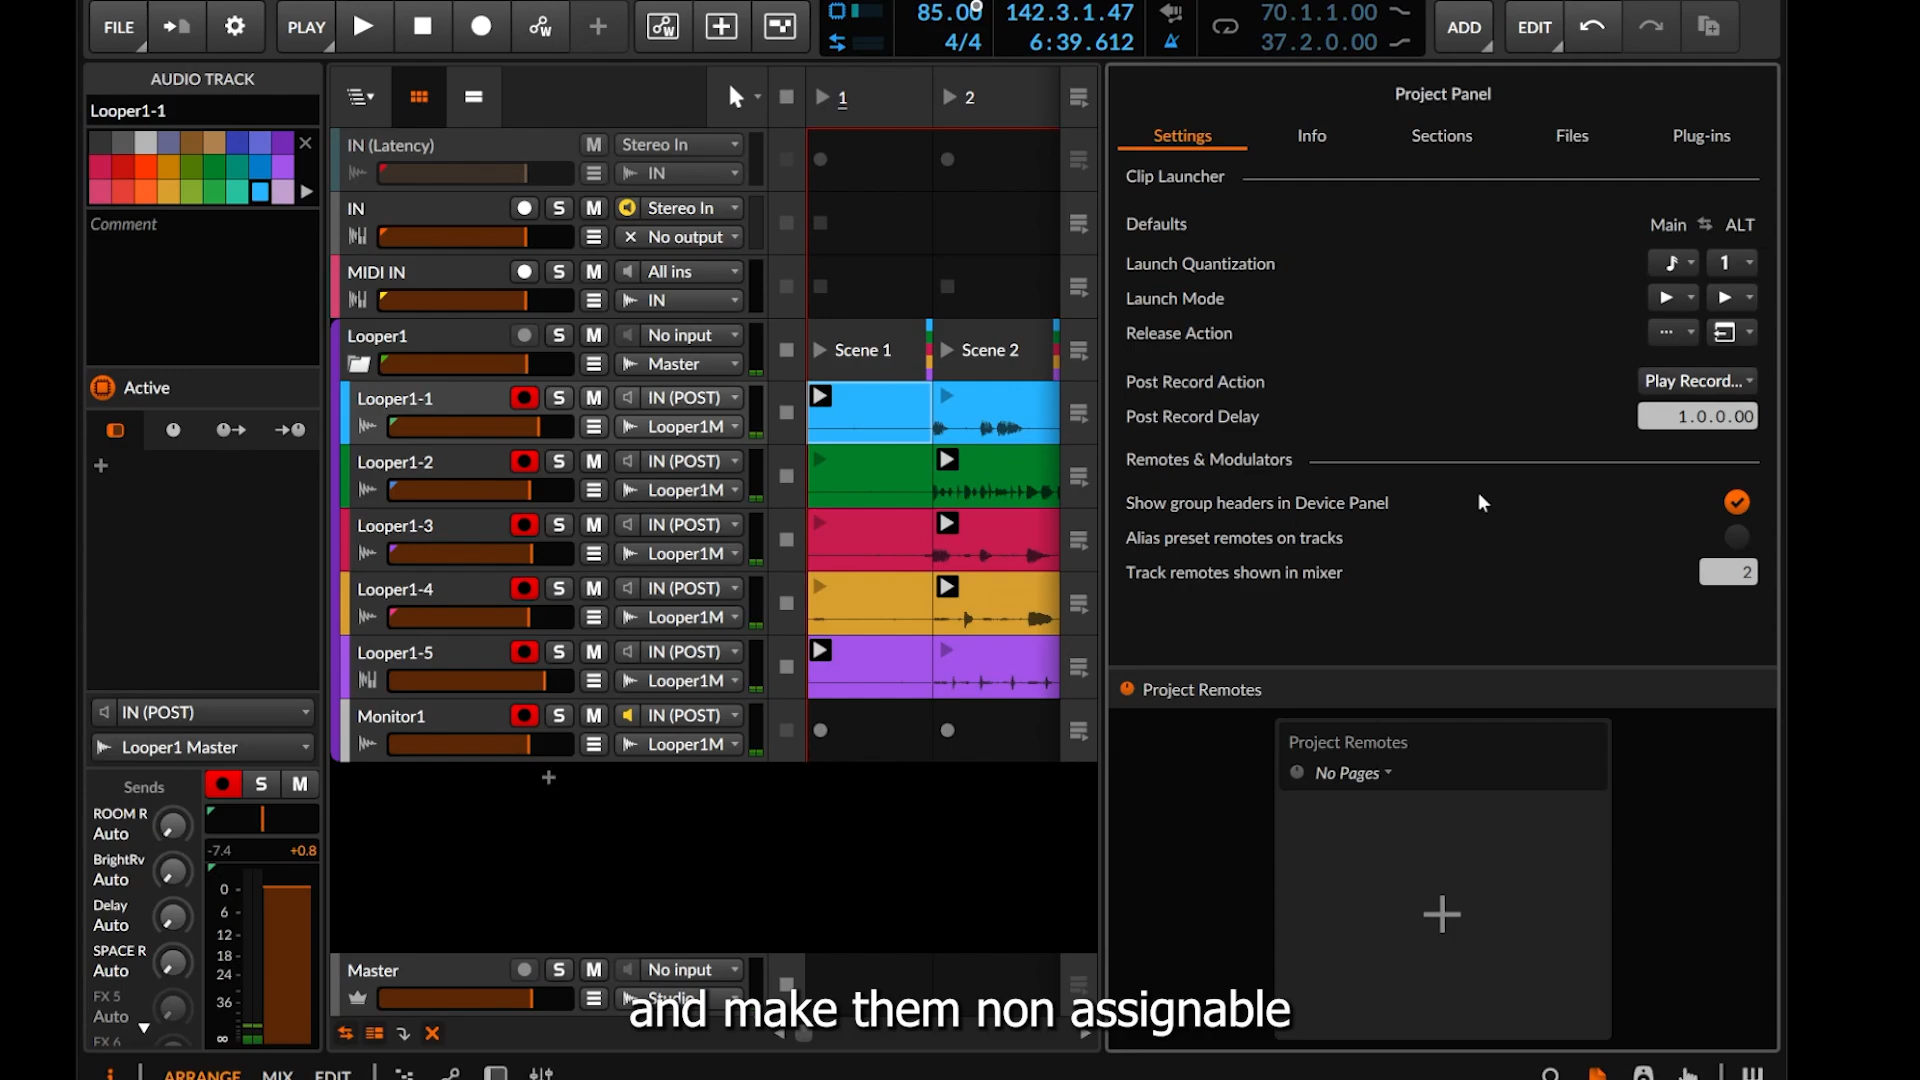 FILE
PLAY
85.00
4/4
142.3.1.47
6:39.612
70.1.1.00
37.2.0.00
ADD
EDIT
AUDIO TRACK
Looper1-1
Comment
Active
IN (POST)
Looper1 Master
Sends
S
M
ROOM R
Auto
BrightRv
Auto
Delay
Auto
SPACE R
Auto
FX 5
Auto
FX 6
-7.4
+0.8
0
6
12
18
24
36
∞
1
2
IN (Latency)
M
Stereo In
IN
IN
S
M
Stereo In
No output
MIDI IN
S
M
All ins
IN
Looper1
S
M
No input
Master
Scene 1
Scene 2
Looper1-1
S
M
IN (POST)
Looper1M
Looper1-2
S
M
IN (POST)
Looper1M
Looper1-3
S
M
IN (POST)
Looper1M
Looper1-4
S
M
IN (POST)
Looper1M
Looper1-5
S
M
IN (POST)
Looper1M
Monitor1
S
M
IN (POST)
Looper1M
Master
S
M
No input
Studio
and make them non assignable
ARRANGE
MIX
EDIT
Project Panel
Settings
Info
Sections
Files
Plug-ins
Clip Launcher
Defaults
Main
ALT
Launch Quantization
1
Launch Mode
Release Action
Post Record Action
Play Record...
Post Record Delay
1.0.0.00
Remotes & Modulators
Show group headers in Device Panel
Alias preset remotes on tracks
Track remotes shown in mixer
2
Project Remotes
Project Remotes
No Pages